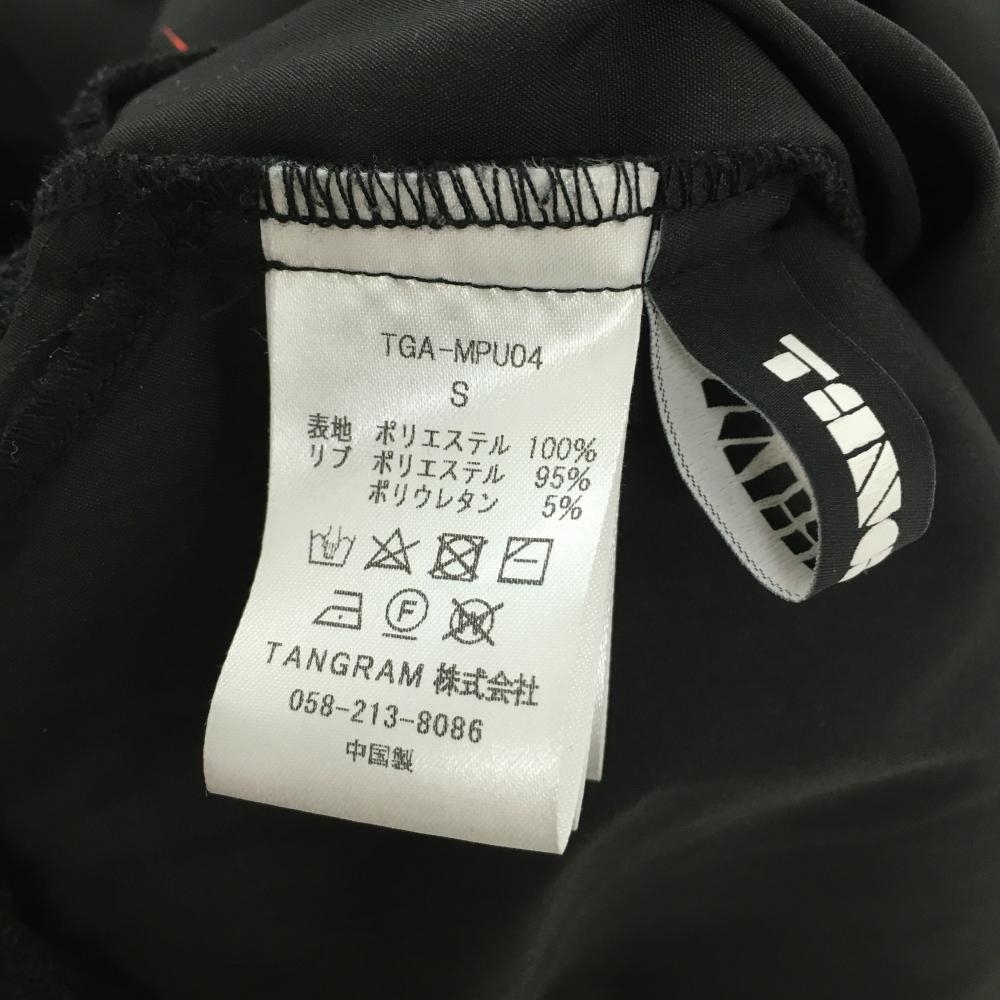 TGA-MPU04
S
表地 ポリエステル 100%
リブ ポリエステル 95%
ポリウレタン 5%
F
W
TANGRAM 株式会社
058-213-8086
中国製